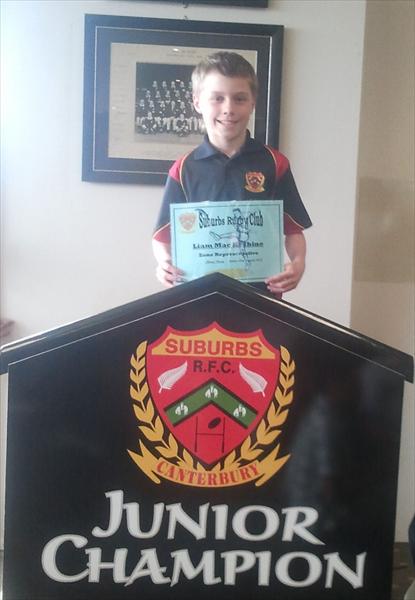 Suburbs Rugby Club
Zone Representative
SUBURBS
R.F.C.
CANTERBURY
JUNIOR
CHAMPION